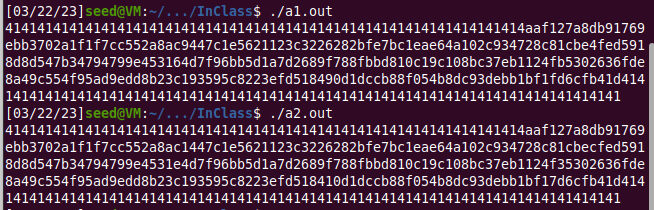 [03/22/23]seed@VM:~/.../InClass$ ./a1.out
41414141414141414141414141414141414141414141414141414141414141414aaf127a8db91769
ebb3702a1f1f7cc552a8ac9447c1e5621123c3226282bfe7bc1eae64a102c934728c81cbe4fed591
8d8d547b34794799e453164d7f96bb5d1a7d2689f788fbbd810c19c108bc37eb1124fb5302636fde
8a49c554f95ad9edd8b23c193595c8223efd518490d1dccb88f054b8dc93debb1bf1fd6cfb41d414
14141414141414141414141414141414141414141414141414141414141414141414141414141
[03/22/23]seed@VM:~/.../InClass$ ./a2.out
41414141414141414141414141414141414141414141414141414141414141414aaf127a8db91769
ebb3702a1f1f7cc552a8ac1447c1e5621123c3226282bfe7bc1eae64a102c934728c81cbecfed591
8d8d547b34794799e4531e4d7f96bb5d1a7d2689f788fbbd810c19c108bc37eb1124f35302636fde
8a49c554f95ad9edd8b23c193595c8223efd518410d1dccb88f054b8dc93debb1bf17d6cfb41d414
14141414141414141414141414141414141414141414141414141414141414141414141414141